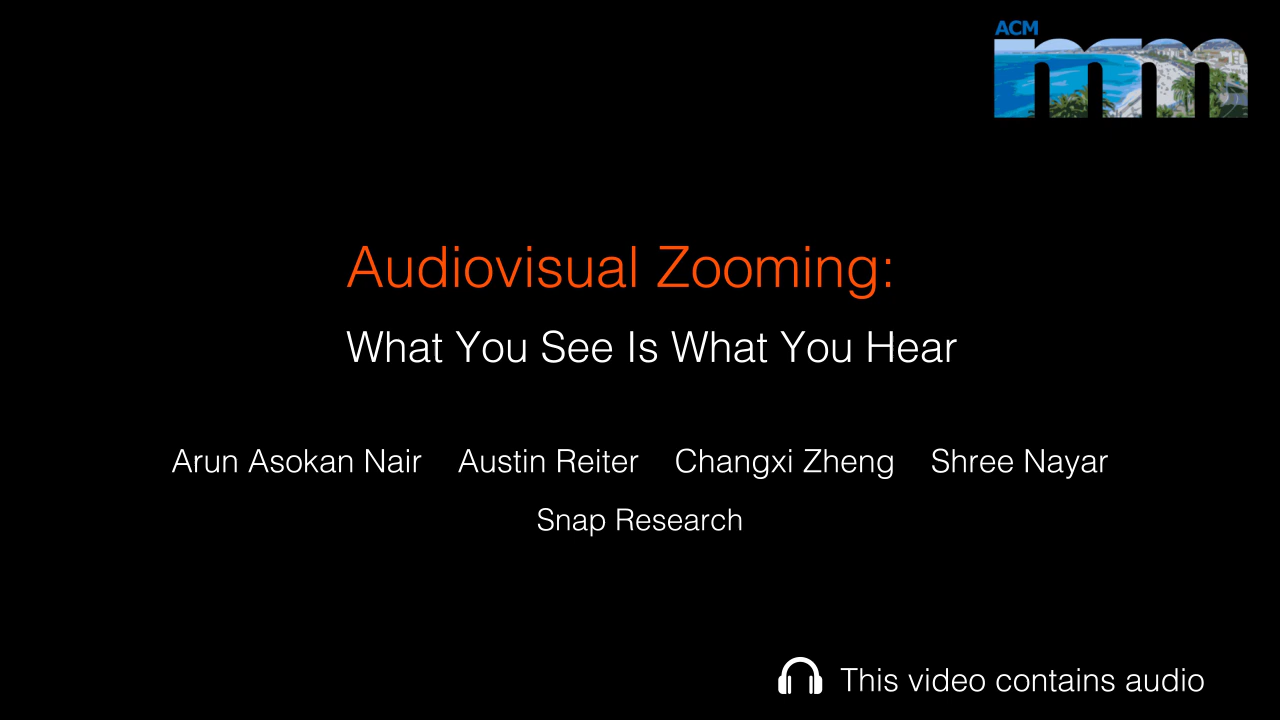 ACM
mm
Audiovisual Zooming:
What You See Is What You Hear
Arun Asokan Nair Austin Reiter Changxi Zheng Shree Nayar
Snap Research
This video contains audio